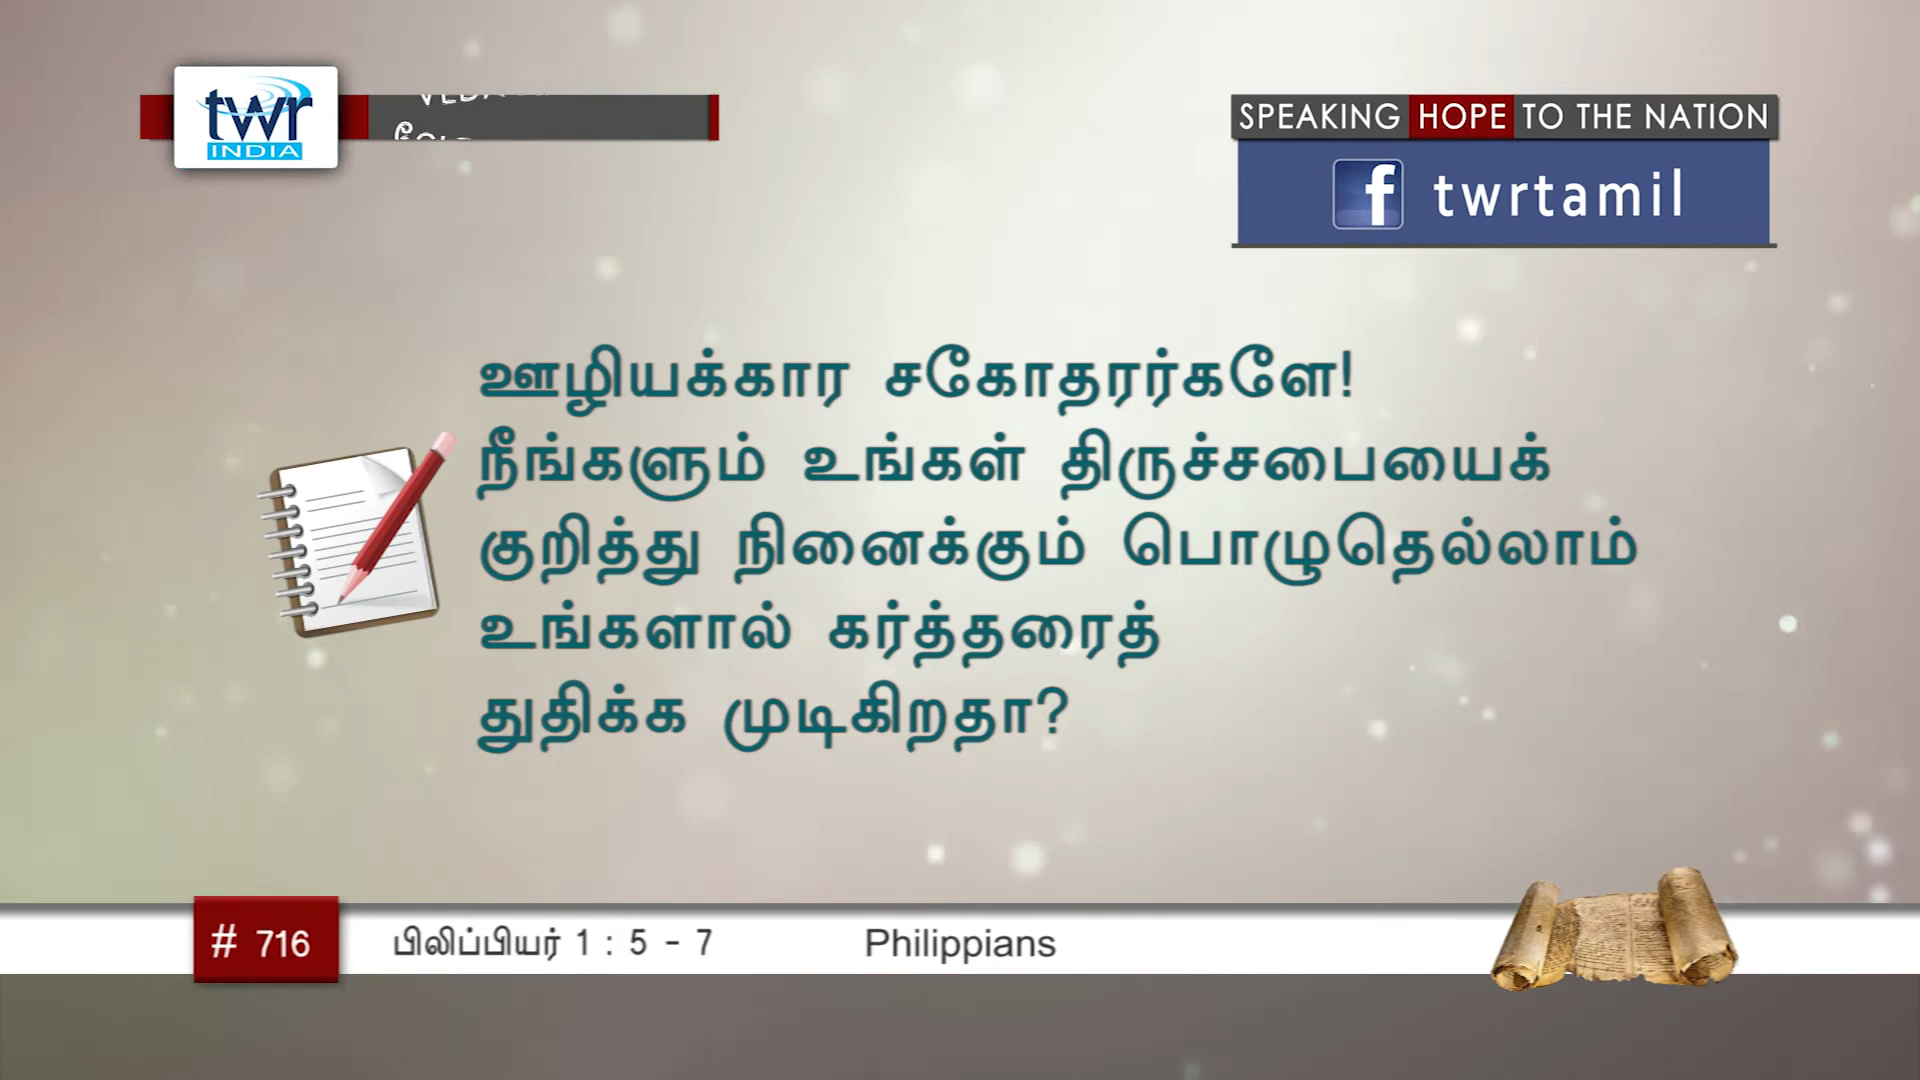 twr
INDIA
SPEAKING HOPE TO THE NATION
f twrtamil
ஊழியக்கார சகோதரர்களே!
நீங்களும் உங்கள் திருச்சபையைக்
குறித்து நினைக்கும் பொழுதெல்லாம்
உங்களால் கர்த்தரைத்
துதிக்க முடிகிறதா?
# 716 பிலிப்பியர் 1 : 5 - 7 Philippians